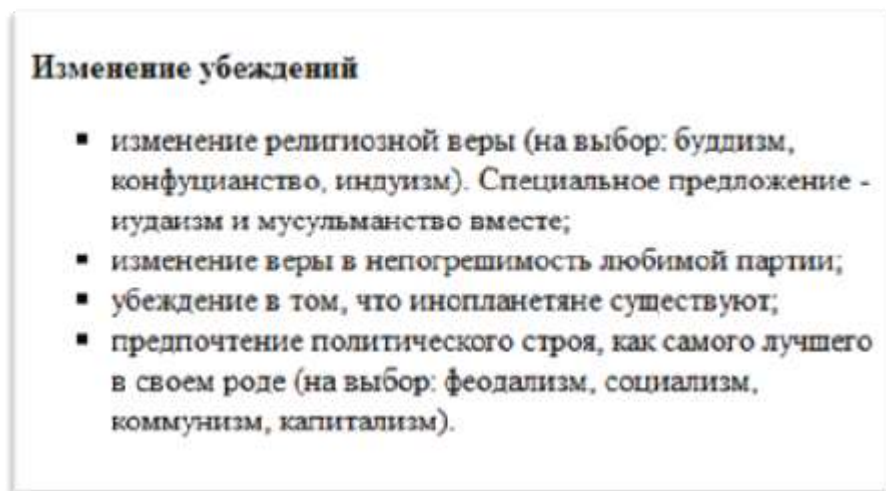 Изменение убеждений
▪ изменение религиозной веры (на выбор: буддизм,
конфуцианство, индуизм). Специальное предложение -
иудаизм и мусульманство вместе;
▪ изменение веры в непогрешимость любимой партии;
▪ убеждение в том, что инопланетяне существуют;
▪ предпочтение политического строя, как самого лучшего
в своем роде (на выбор: феодализм, социализм,
коммунизм, капитализм).